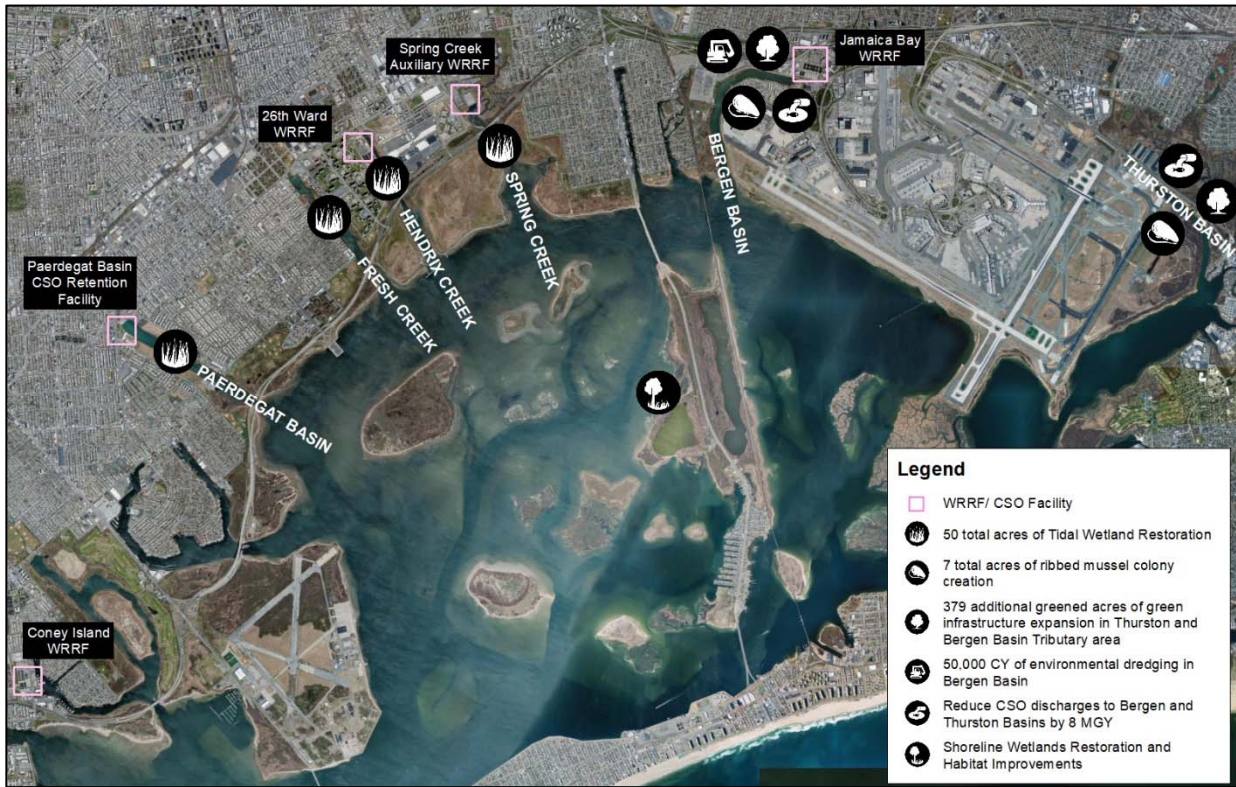 Spring Creek
Auxiliary WRRF
Jamaica Bay
WRRF
26th Ward
WRRF
BERGEN BASIN
THURSTON BASIN
SPRING CREEK
HENDRIX CREEK
FRESH CREEK
Paerdegat Basin
CSO Retention
Facility
PAERDEGAT BASIN
Coney Island
WRRF
Legend
WRRF/ CSO Facility
50 total acres of Tidal Wetland Restoration
7 total acres of ribbed mussel colony
creation
379 additional greened acres of green
infrastructure expansion in Thurston and
Bergen Basin Tributary area
50,000 CY of environmental dredging in
Bergen Basin
Reduce CSO discharges to Bergen and
Thurston Basins by 8 MGY
Shoreline Wetlands Restoration and
Habitat Improvements